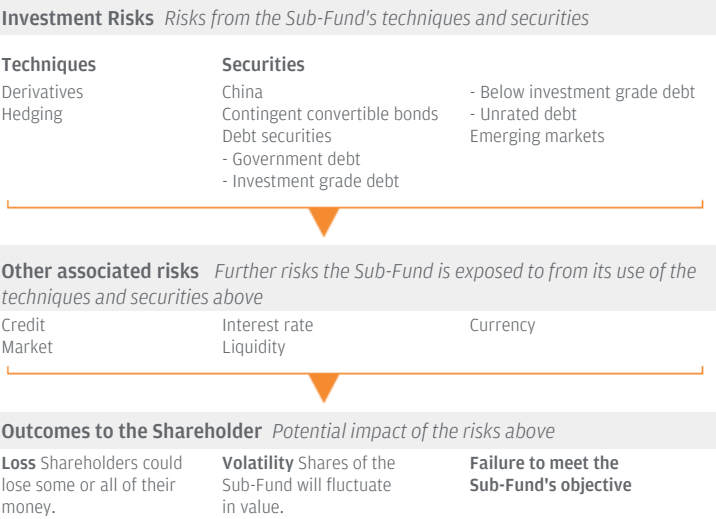 Investment Risks Risks from the Sub-Fund's techniques and securities
Techniques
Derivatives
Hedging
Securities
China
Contingent convertible bonds
Debt securities
- Government debt
- Investment grade debt
- Below investment grade debt
- Unrated debt
Emerging markets
Other associated risks Further risks the Sub-Fund is exposed to from its use of the
techniques and securities above
Credit
Market
Interest rate
Liquidity
Currency
Outcomes to the Shareholder Potential impact of the risks above
Loss Shareholders could
lose some or all of their
money.
Volatility Shares of the
Sub-Fund will fluctuate
in value.
Failure to meet the
Sub-Fund's objective